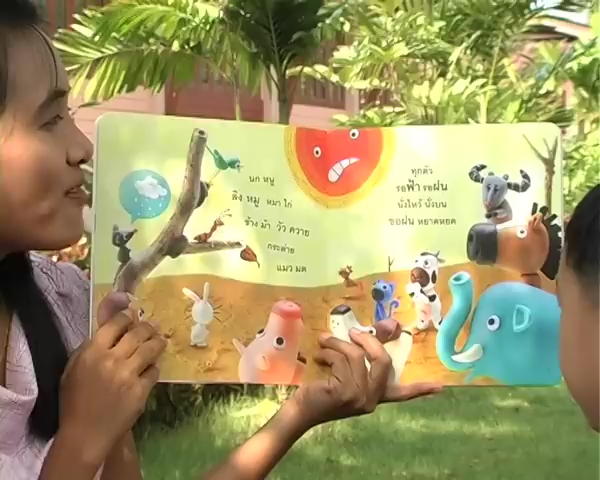 นก หนู
ลิง หมู หมา ไก่
ช้าง ม้า วัว ควาย
กระต่าย
แมว มด
ทุกตัว
รอฟ้า รอฝน
นั่งไหว้ นั่งบน
ขอฝน หยาดหยด